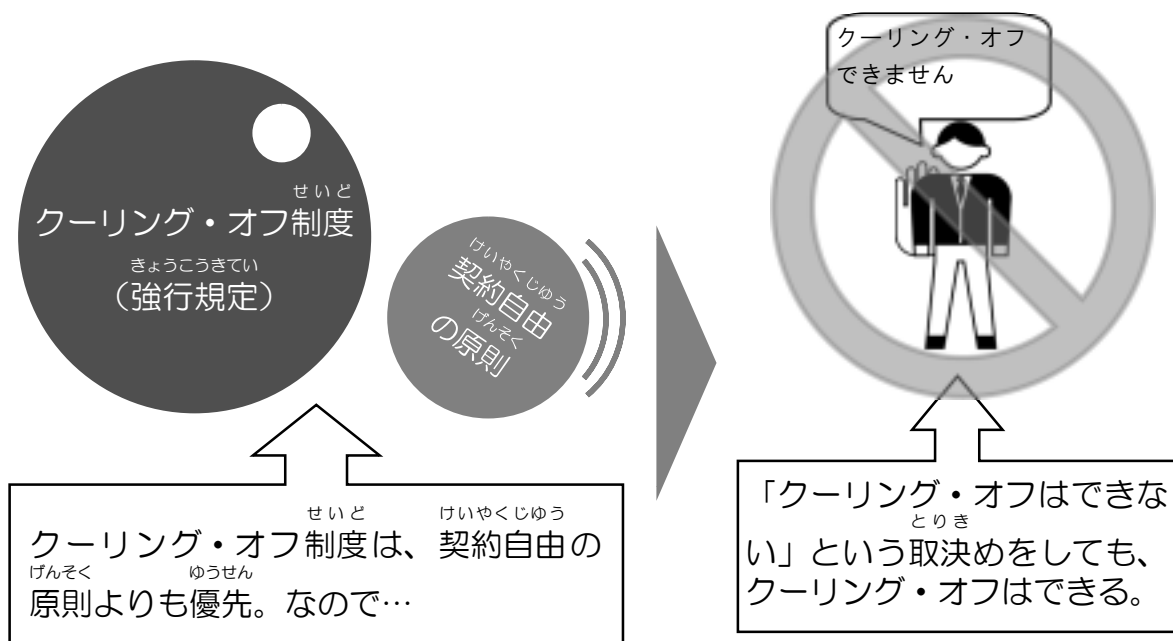 せいど
クーリング・オフ制度
きょうこうきてい
（強行規定）
けいやくじゆう
契約自由
げんそく
の原則
せいど けいやくじゆう
クーリング・オフ制度は、契約自由の
げんそく ゆうせん
原則よりも優先。なので…
クーリング・オフ
できません
「クーリング・オフはできな
とりき
い」という取決めをしても、
クーリング・オフはできる。